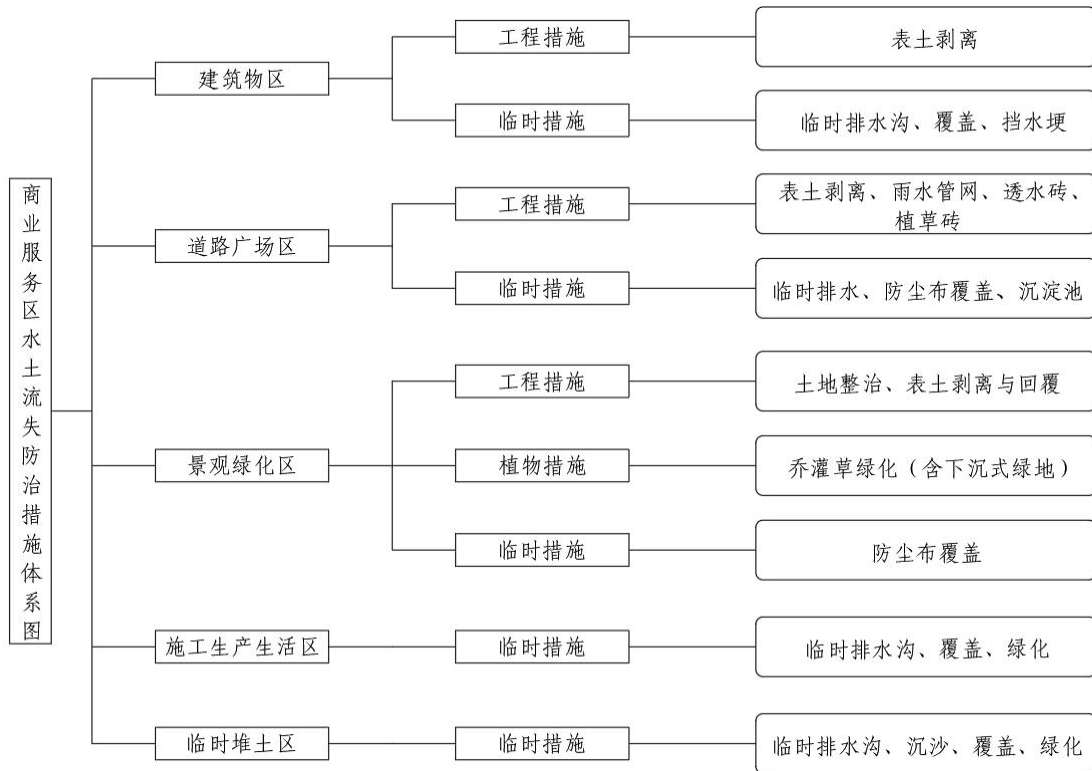 商业服务区水土流失防治措施体系图
建筑物区
工程措施
表土剥离
临时措施
临时排水沟、覆盖、挡水埂
道路广场区
工程措施
表土剥离、雨水管网、透水砖、
植草砖
临时措施
临时排水、防尘布覆盖、沉淀池
景观绿化区
工程措施
土地整治、表土剥离与回覆
植物措施
乔灌草绿化（含下沉式绿地）
临时措施
防尘布覆盖
施工生产生活区
临时措施
临时排水沟、覆盖、绿化
临时堆土区
临时措施
临时排水沟、沉沙、覆盖、绿化